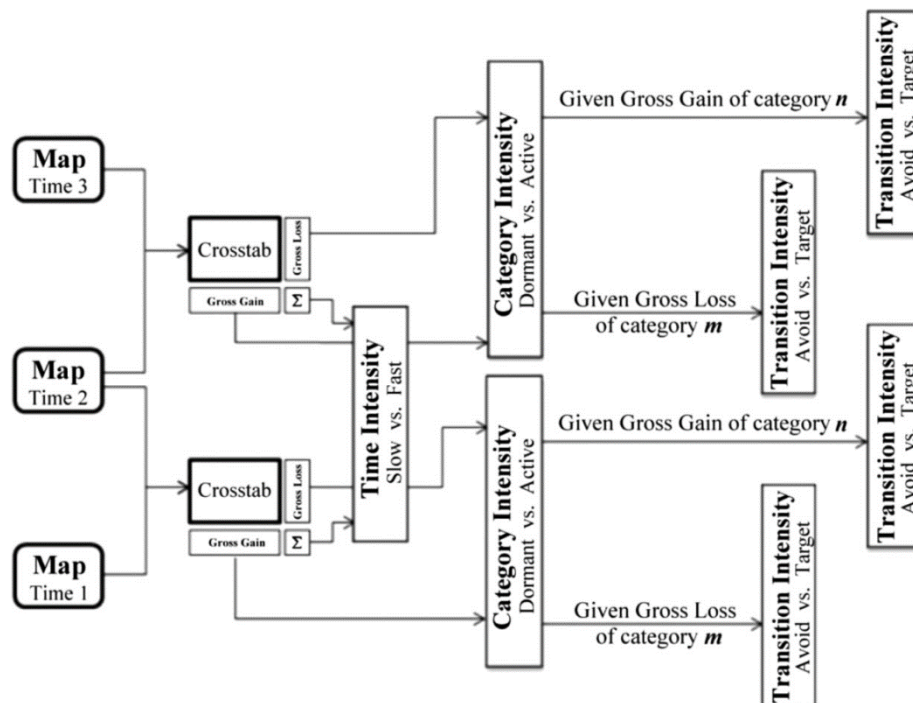 Map
Time 3
Map
Time 2
Map
Time 1
Crosstab
Gross Loss
Gross Gain
Σ
Crosstab
Gross Loss
Gross Gain
Σ
Time Intensity
Slow vs. Fast
Category Intensity
Dormant vs. Active
Category Intensity
Dormant vs. Active
Given Gross Gain of category n
Given Gross Loss
of category m
Given Gross Gain of category n
Given Gross Loss
of category m
Transition Intensity
Avoid vs. Target
Transition Intensity
Avoid vs. Target
Transition Intensity
Avoid vs. Target
Transition Intensity
Avoid vs. Target